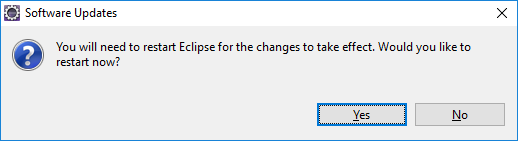 Software Updates
You will need to restart Eclipse for the changes to take effect. Would you like to
restart now?
Yes
No